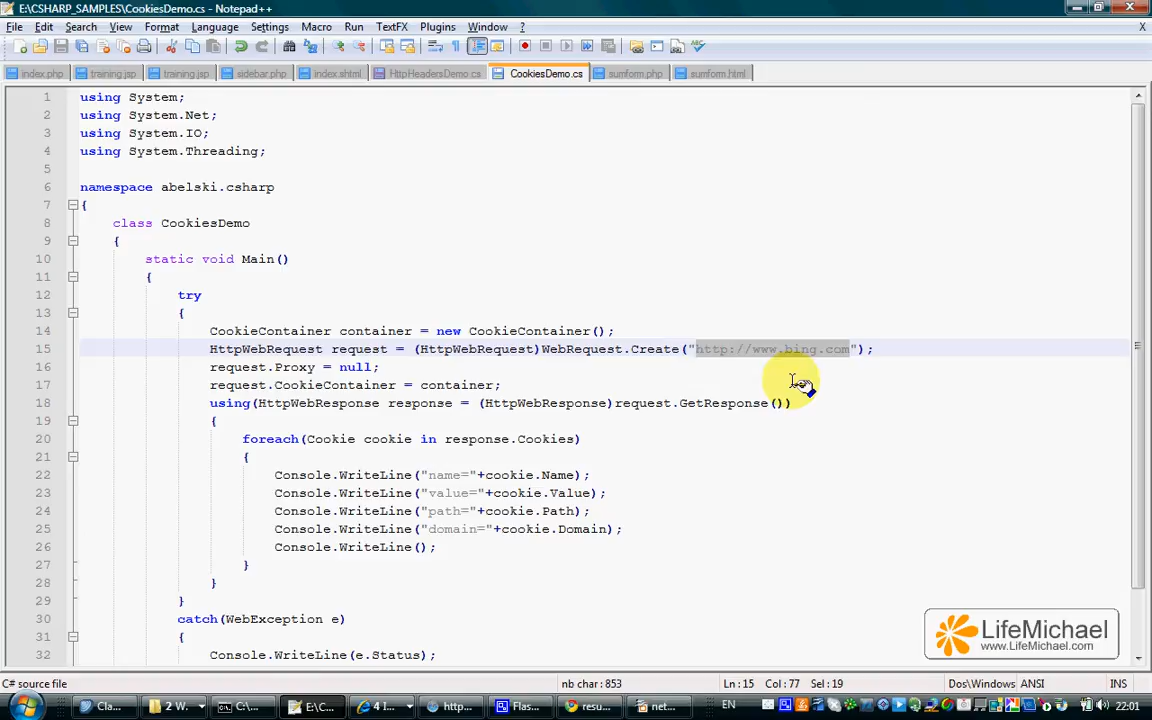 E:\CSHARP_SAMPLES\CookiesDemo.cs - Notepad++
File Edit Search View Format Language Settings Macro Run TextFX Plugins Window ? X
index.php training.jsp training.jsp sidebar.php index.shtml HttpHeadersDemo.cs CookiesDemo.cs sumform.php sumform.html
1 using System;
2 using System.Net;
3 using System.IO;
4 using System.Threading;
5
6 namespace abelski.csharp
7 {
8 class CookiesDemo
9 {
10 static void Main()
11 {
12 try
13 {
14 CookieContainer container = new CookieContainer();
15 HttpWebRequest request = (HttpWebRequest)WebRequest.Create("http://www.bing.com");
16 request.Proxy = null;
17 request.CookieContainer = container;
18 using(HttpWebResponse response = (HttpWebResponse)request.GetResponse())
19 {
20 foreach(Cookie cookie in response.Cookies)
21 {
22 Console.WriteLine("name="+cookie.Name);
23 Console.WriteLine("value="+cookie.Value);
24 Console.WriteLine("path="+cookie.Path);
25 Console.WriteLine("domain="+cookie.Domain);
26 Console.WriteLine();
27 }
28 }
29 }
30 catch(WebException e)
31 {
32 Console.WriteLine(e.Status);
LifeMichael
www.LifeMichael.com
C# source file nb char:853 Ln:15 Col:77 Sel:19 Dos\Windows ANSI INS
Cla... 2 W... C:\... E:\C... 4 I... http... Flas... resu... net... EN 22:01